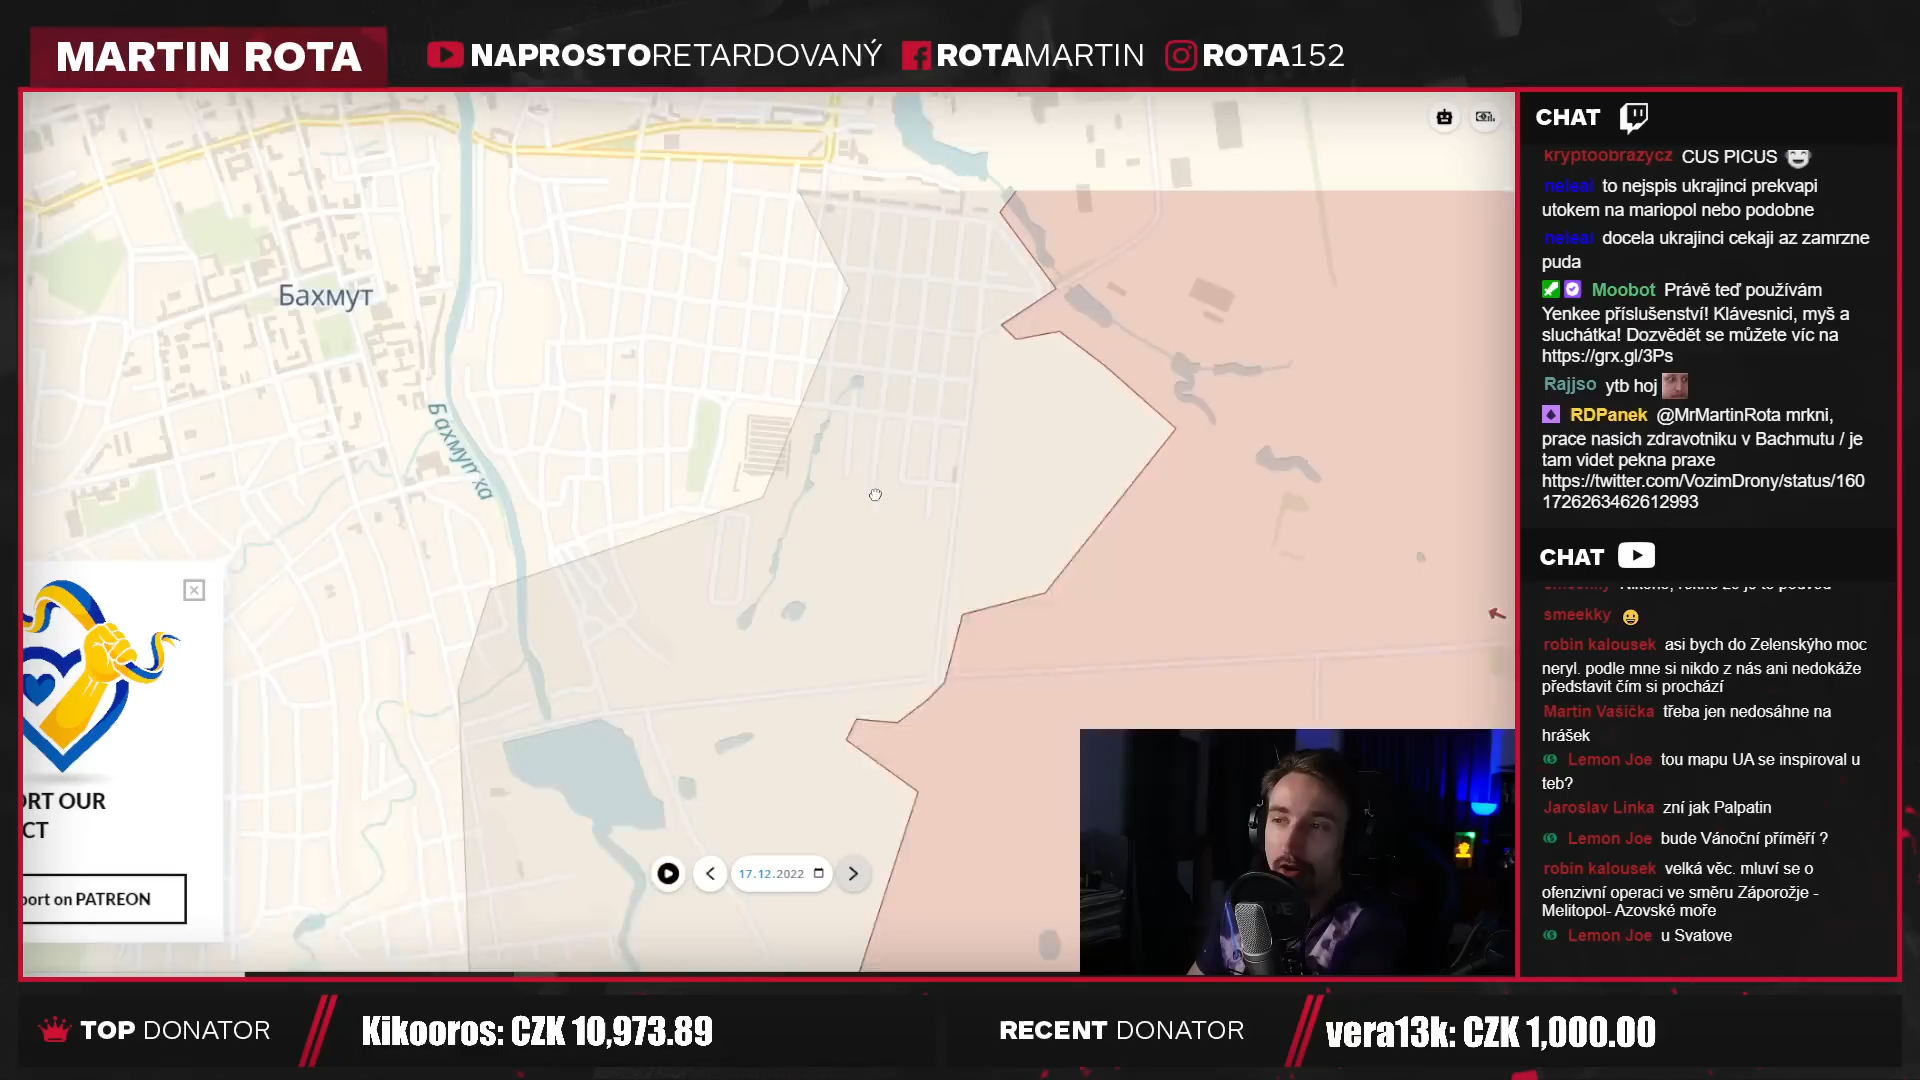 MARTIN ROTA
NAPROSTORETARDOVANÝ
ROTAMARTIN
ROTA152
Бахмут
Бахмутка
RT OUR
CT
ort on PATREON
17.12.2022
CHAT
kryptoobrazycz CUS PICUS
neleai to nejspis ukrajinci prekvapi
utokem na mariopol nebo podobne
neleai docela ukrajinci cekaji az zamrzne
puda
Moobot Právě teď používám
Yenkee příslušenství! Klávesnici, myš a
sluchátka! Dozvědět se můžete víc na
https://grx.gl/3Ps
Rajjso ytb hoj
RDPanek @MrMartinRota mrkni,
prace nasich zdravotniku v Bachmutu / je
tam videt pekna praxe
https://twitter.com/VozimDrony/status/160
1726263462612993
CHAT
smeekky
robin kalousek asi bych do Zelenskýho moc
neryl. podle mne si nikdo z nás ani nedokáže
představit čím si prochází
Martin Vašička třeba jen nedosáhne na
hrášek
Lemon Joe tou mapu UA se inspiroval u
teb?
Jaroslav Linka zní jak Palpatin
Lemon Joe bude Vánoční příměří ?
robin kalousek velká věc. mluví se o
ofenzivní operaci ve směru Záporožje -
Melitopol- Azovské moře
Lemon Joe u Svatove
TOP DONATOR
Kikooros: CZK 10,973.89
RECENT DONATOR
vera13k: CZK 1,000.00